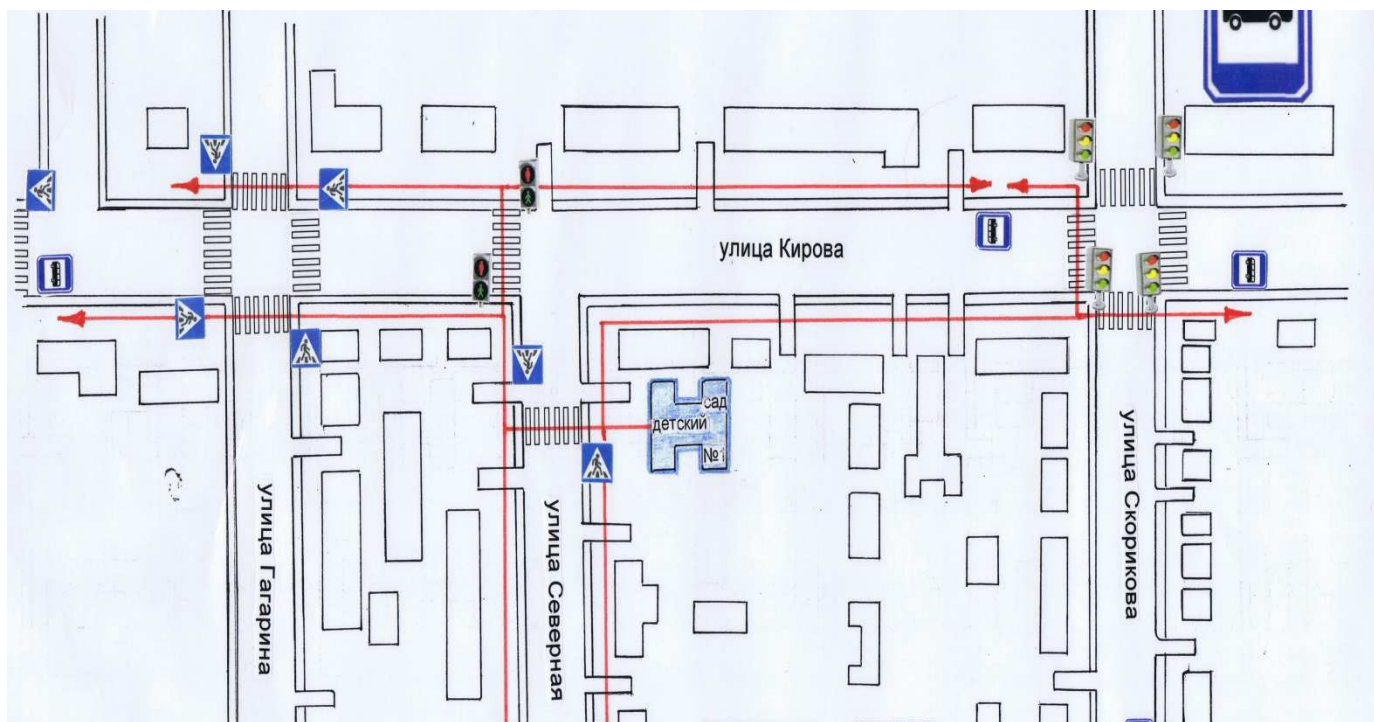 улица Кирова
сад
детский
№1
улица Гагарина
улица Северная
улица Скорикова